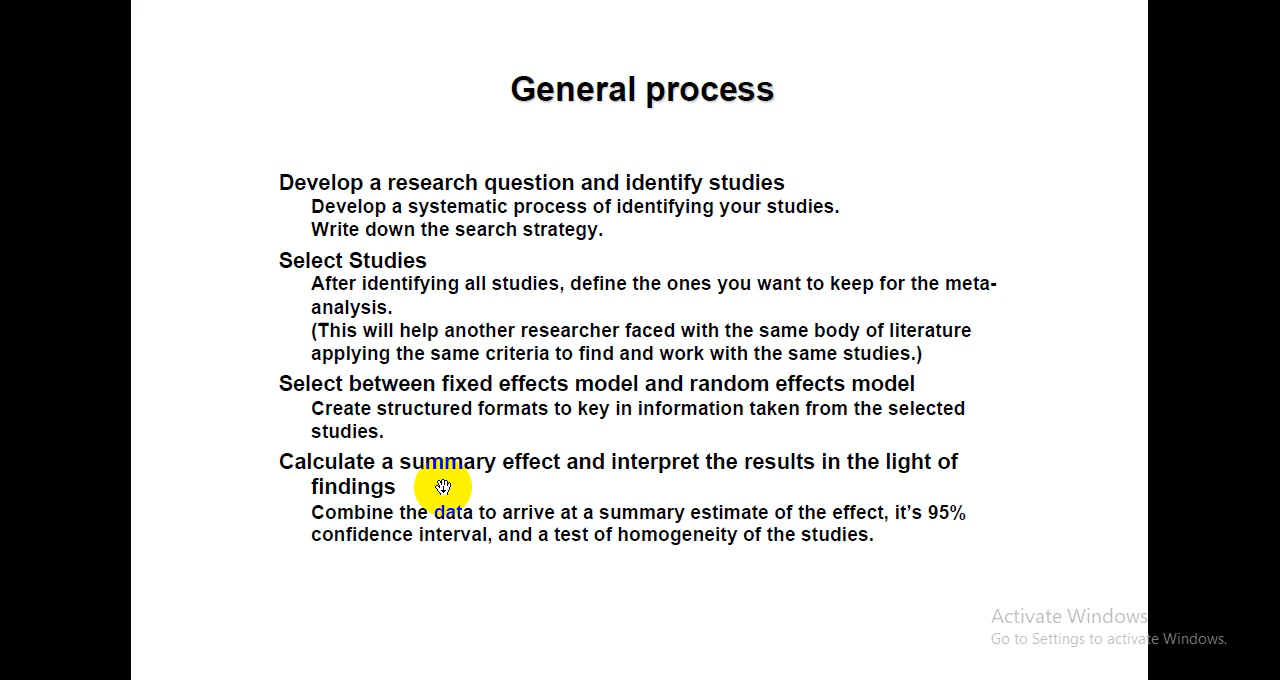 General process
Develop a research question and identify studies
Develop a systematic process of identifying your studies.
Write down the search strategy.
Select Studies
After identifying all studies, define the ones you want to keep for the meta-
analysis.
(This will help another researcher faced with the same body of literature
applying the same criteria to find and work with the same studies.)
Select between fixed effects model and random effects model
Create structured formats to key in information taken from the selected
studies.
Calculate a summary effect and interpret the results in the light of
findings
Combine the data to arrive at a summary estimate of the effect, it’s 95%
confidence interval, and a test of homogeneity of the studies.
Activate Windows
Go to Settings to activate Windows.